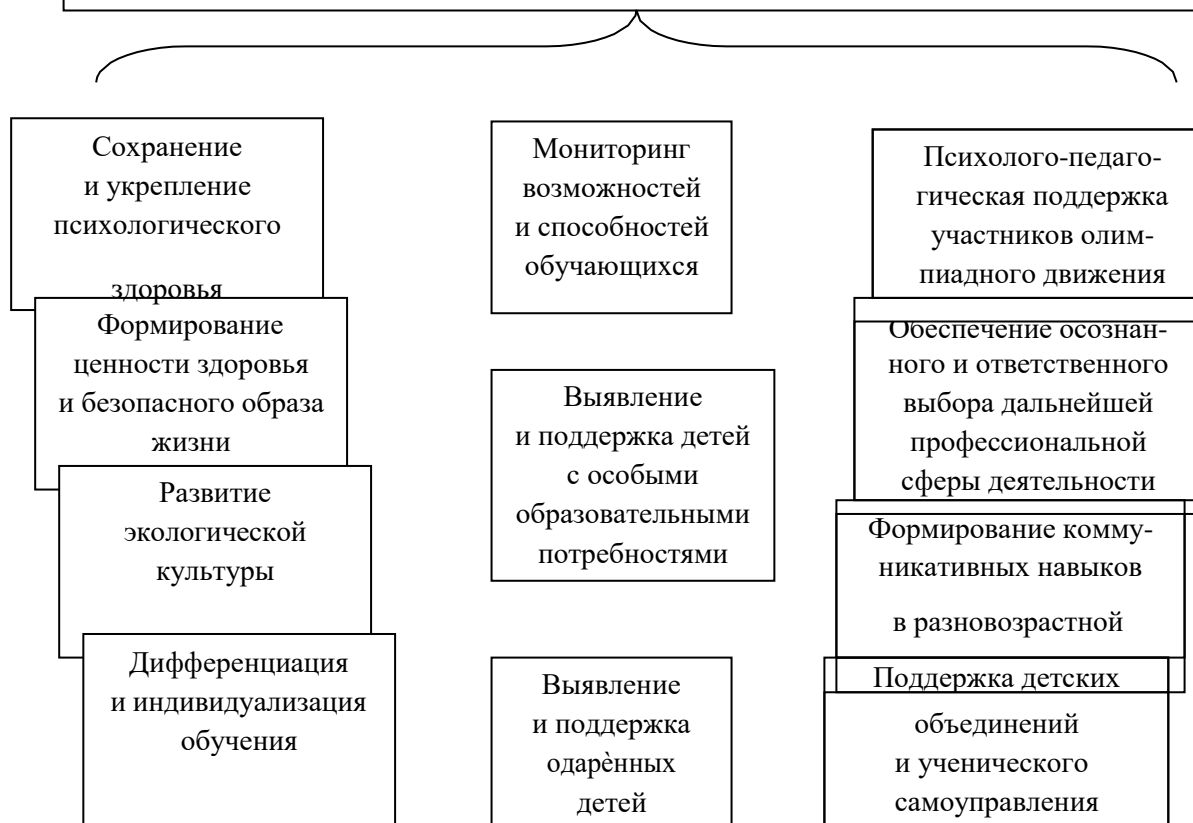 Сохранение
и укрепление
психологического
здоровья
Формирование
ценности здоровья
и безопасного образа
жизни
Развитие
экологической
культуры
Дифференциация
и индивидуализация
обучения
Мониторинг
возможностей
и способностей
обучающихся
Выявление
и поддержка детей
с особыми
образовательными
потребностями
Выявление
и поддержка
одарѐнных
детей
Психолого-педаго-
гическая поддержка
участников олим-
пиадного движения
Обеспечение осознан-
ного и ответственного
выбора дальнейшей
профессиональной
сферы деятельности
Формирование комму-
никативных навыков
в разновозрастной
Поддержка детских
объединений
и ученического
самоуправления